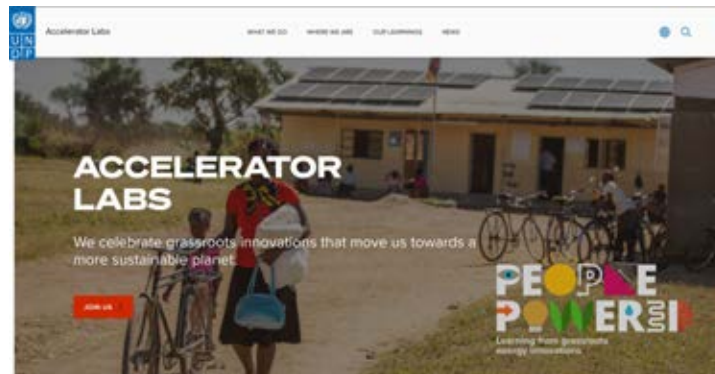 UN
DP
Accelerator Labs
WHAT WE DO WHERE WE ARE OUR LEARNINGS NEWS
ACCELERATOR
LABS
We celebrate grassroots innovations that move us towards a
more sustainable planet.
JOIN US
PEOPLE
POWERED
Learning from grassroots
energy innovations